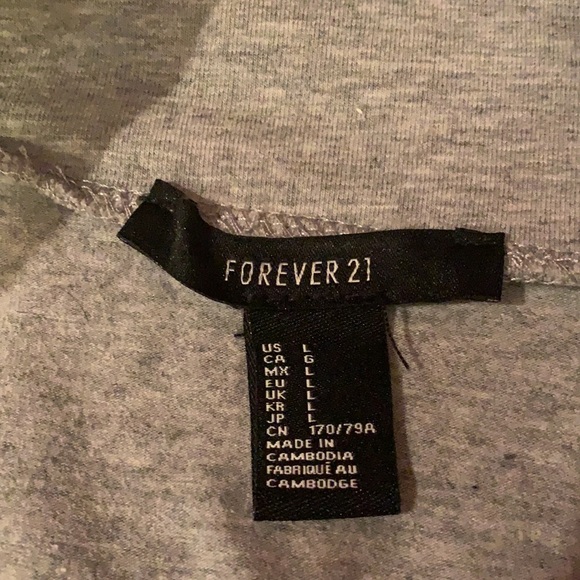 FOREVER 21
US L
CA G
MX L
EU L
UK L
KR L
JP L
CN 170/79A
MADE IN
CAMBODIA
FABRIQUÉ AU
CAMBODGE